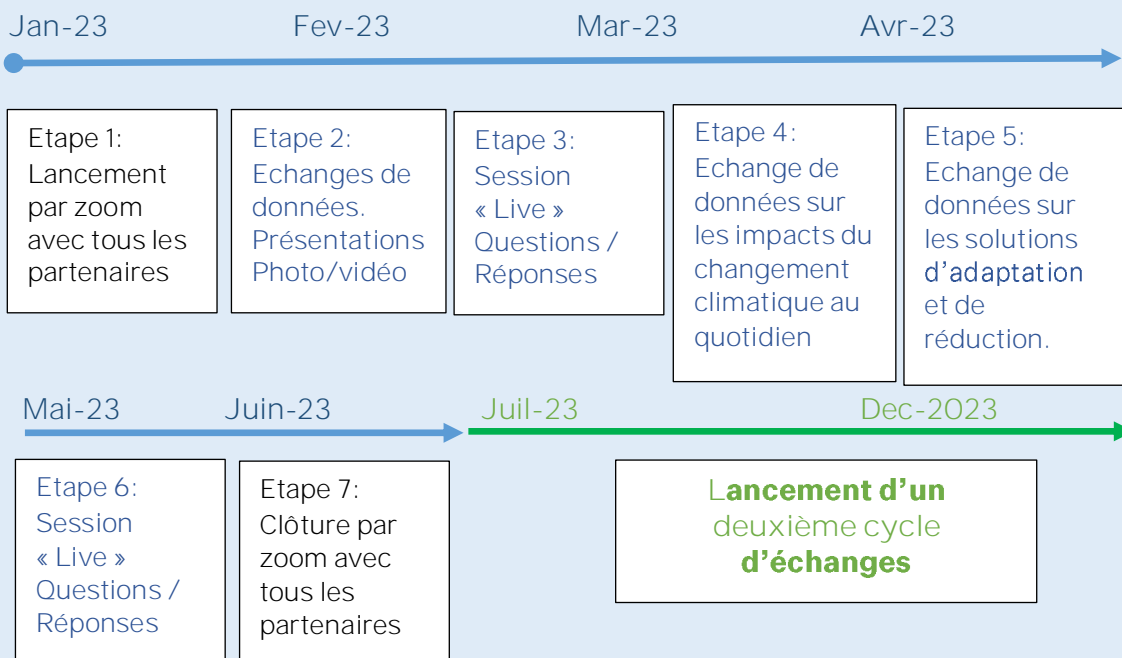 Jan-23 Fev-23 Mar-23 Avr-23
Etape 1:
Lancement
par zoom
avec tous les
partenaires
Etape 2:
Echanges de
données.
Présentations
Photo/vidéo
Etape 3:
Session
« Live »
Questions /
Réponses
Etape 4:
Echange de
données sur
les impacts du
changement
climatique au
quotidien
Etape 5:
Echange de
données sur
les solutions
d'adaptation
et de
réduction.
Mai-23 Juin-23 Juil-23 Dec-2023
Etape 6:
Session
« Live »
Questions /
Réponses
Etape 7:
Clôture par
zoom avec
tous les
partenaires
Lancement d'un
deuxième cycle
d'échanges